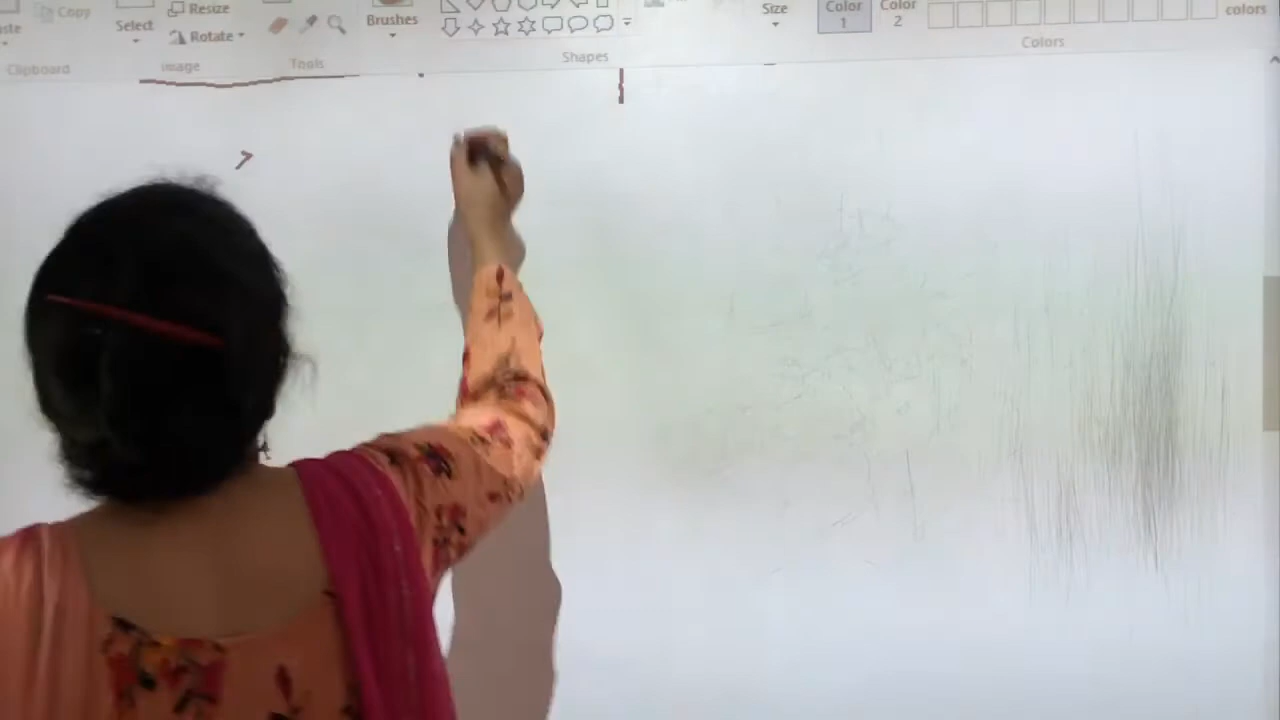 Copy
Resize
Select
Rotate
Brushes
Size
Color
1
Color
2
colors
Clipboard
image
Tools
Shapes
Colors